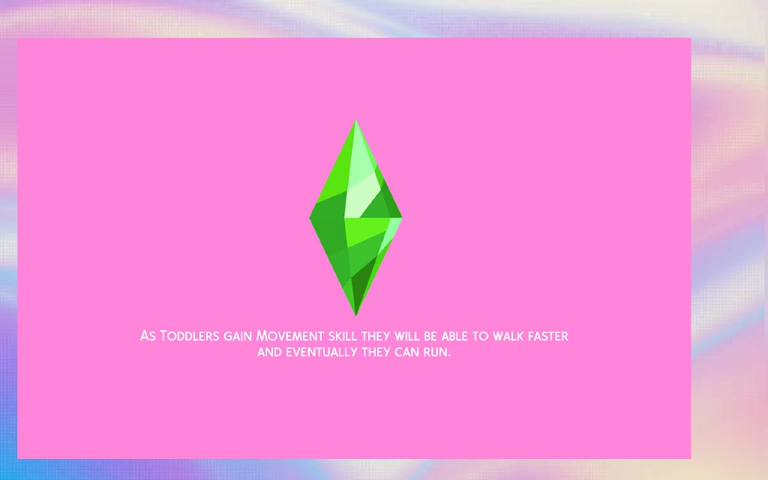 As Toddlers gain Movement skill they will be able to walk faster
and eventually they can run.